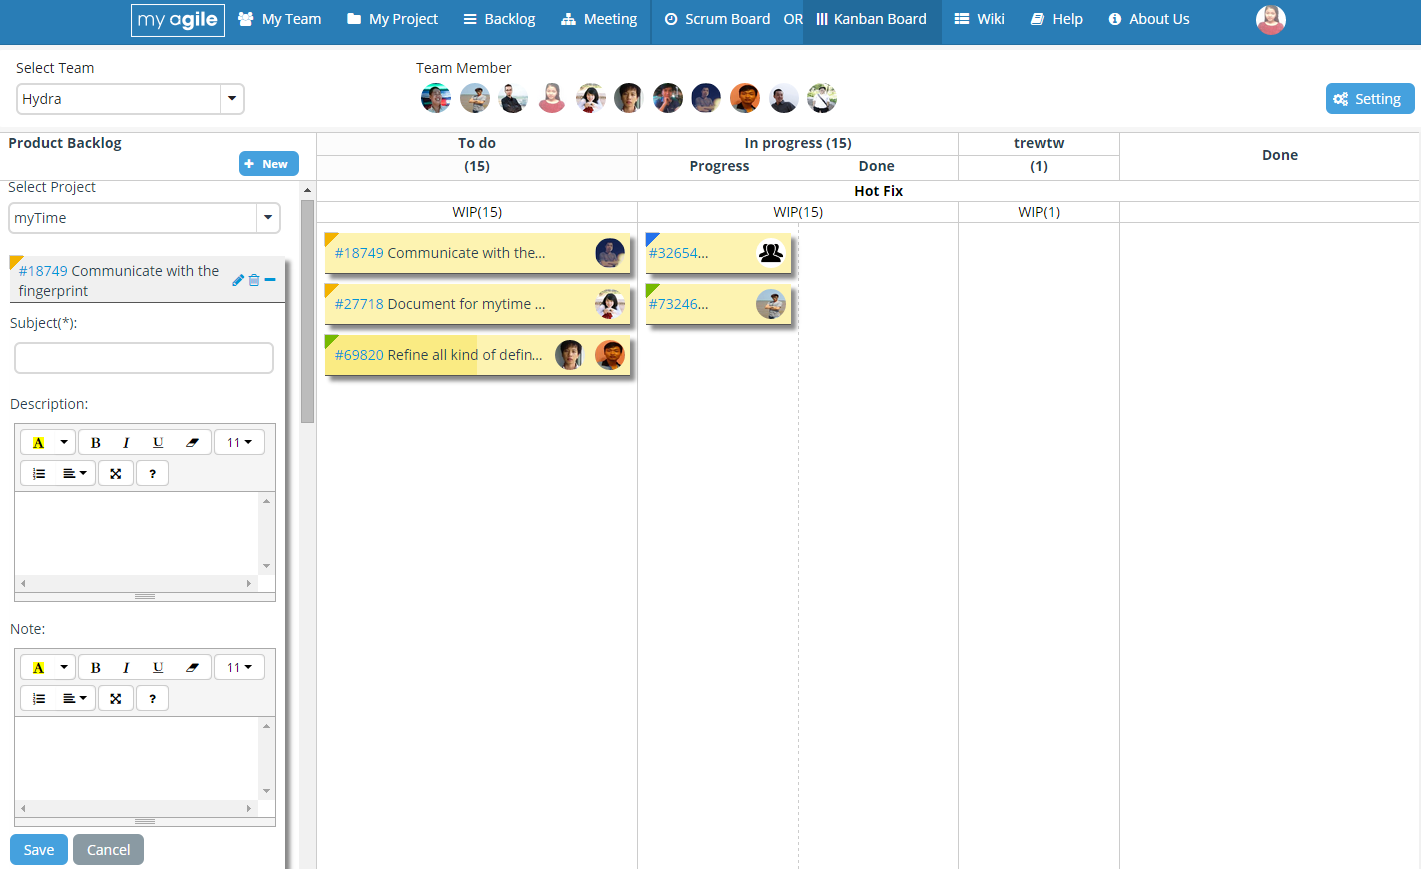 my agile My Team My Project Backlog Meeting Scrum Board OR Kanban Board Wiki Help About Us
Select Team
Hydra
Team Member
Setting
Product Backlog
New
Select Project
myTime
#18749 Communicate with the
fingerprint
Subject(*):
Description:
A B I U 11
?
Note:
A B I U 11
?
Save Cancel
To do In progress (15) trewtw Done
(15) Progress Done (1)
Hot Fix
WIP(15) WIP(15) WIP(1)
#18749 Communicate with the...
#32654...
#27718 Document for mytime ...
#73246...
#69820 Refine all kind of defin...